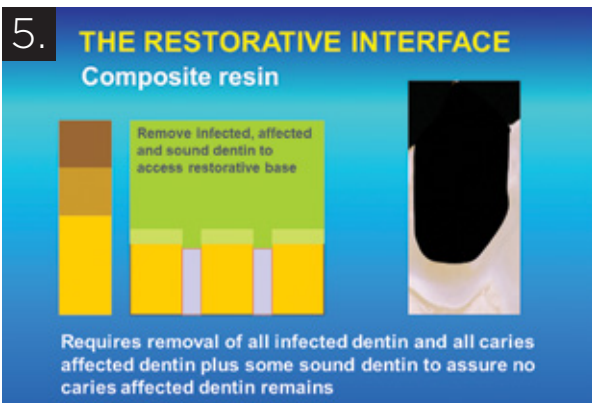 5.
THE RESTORATIVE INTERFACE
Composite resin
Remove infected, affected
and sound dentin to
access restorative base
Requires removal of all infected dentin and all caries
affected dentin plus some sound dentin to assure no
caries affected dentin remains